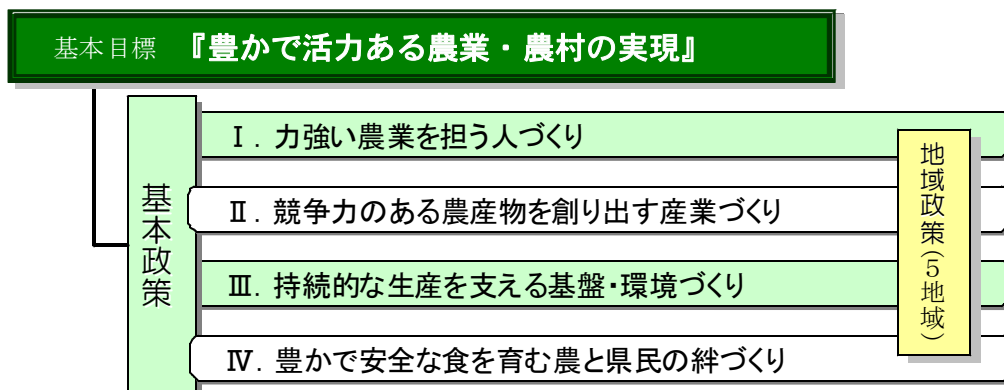 基本目標 『豊かで活力ある農業・農村の実現』
基本政策
Ⅰ. 力強い農業を担う人づくり
Ⅱ. 競争力のある農産物を創り出す産業づくり
Ⅲ. 持続的な生産を支える基盤・環境づくり
Ⅳ. 豊かで安全な食を育む農と県民の絆づくり
地域政策(5地域)